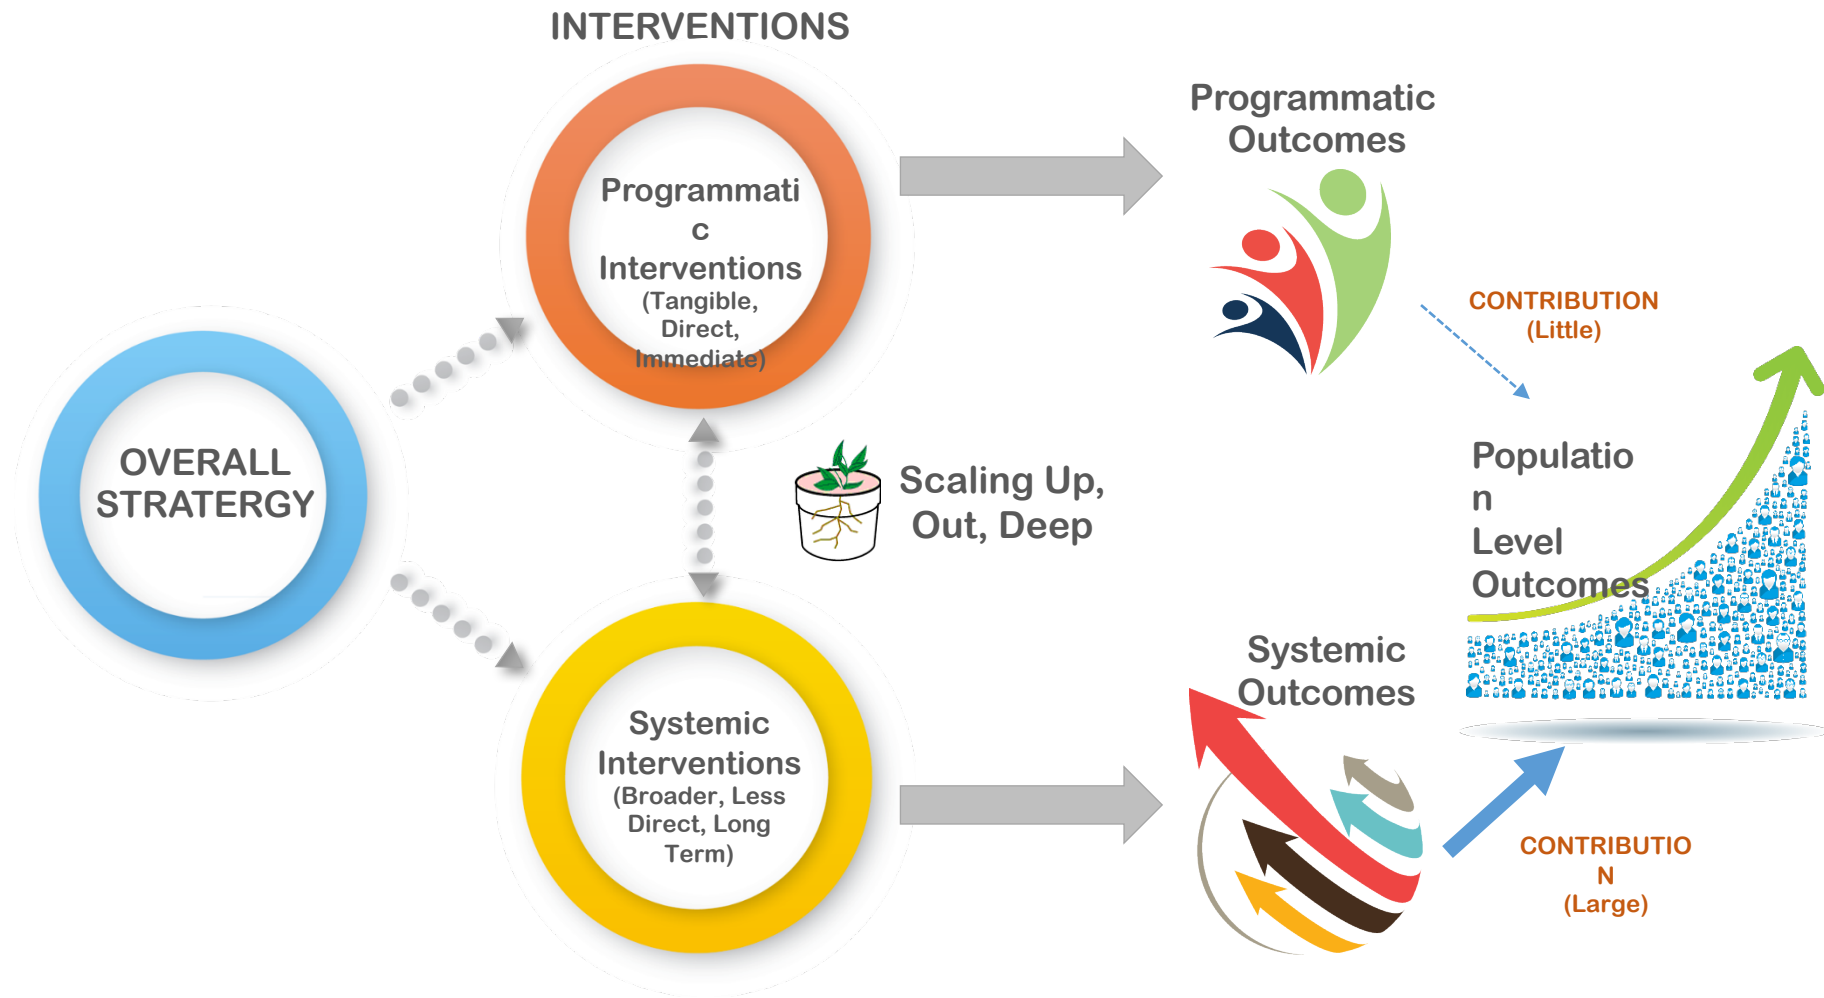 INTERVENTIONS
Programmati
c
Interventions
(Tangible,
Direct,
Immediate)
OVERALL
STRATERGY
Scaling Up,
Out, Deep
Systemic
Interventions
(Broader, Less
Direct, Long
Term)
Programmatic
Outcomes
CONTRIBUTION
(Little)
Populatio
n
Level
Outcomes
Systemic
Outcomes
CONTRIBUTIO
N
(Large)